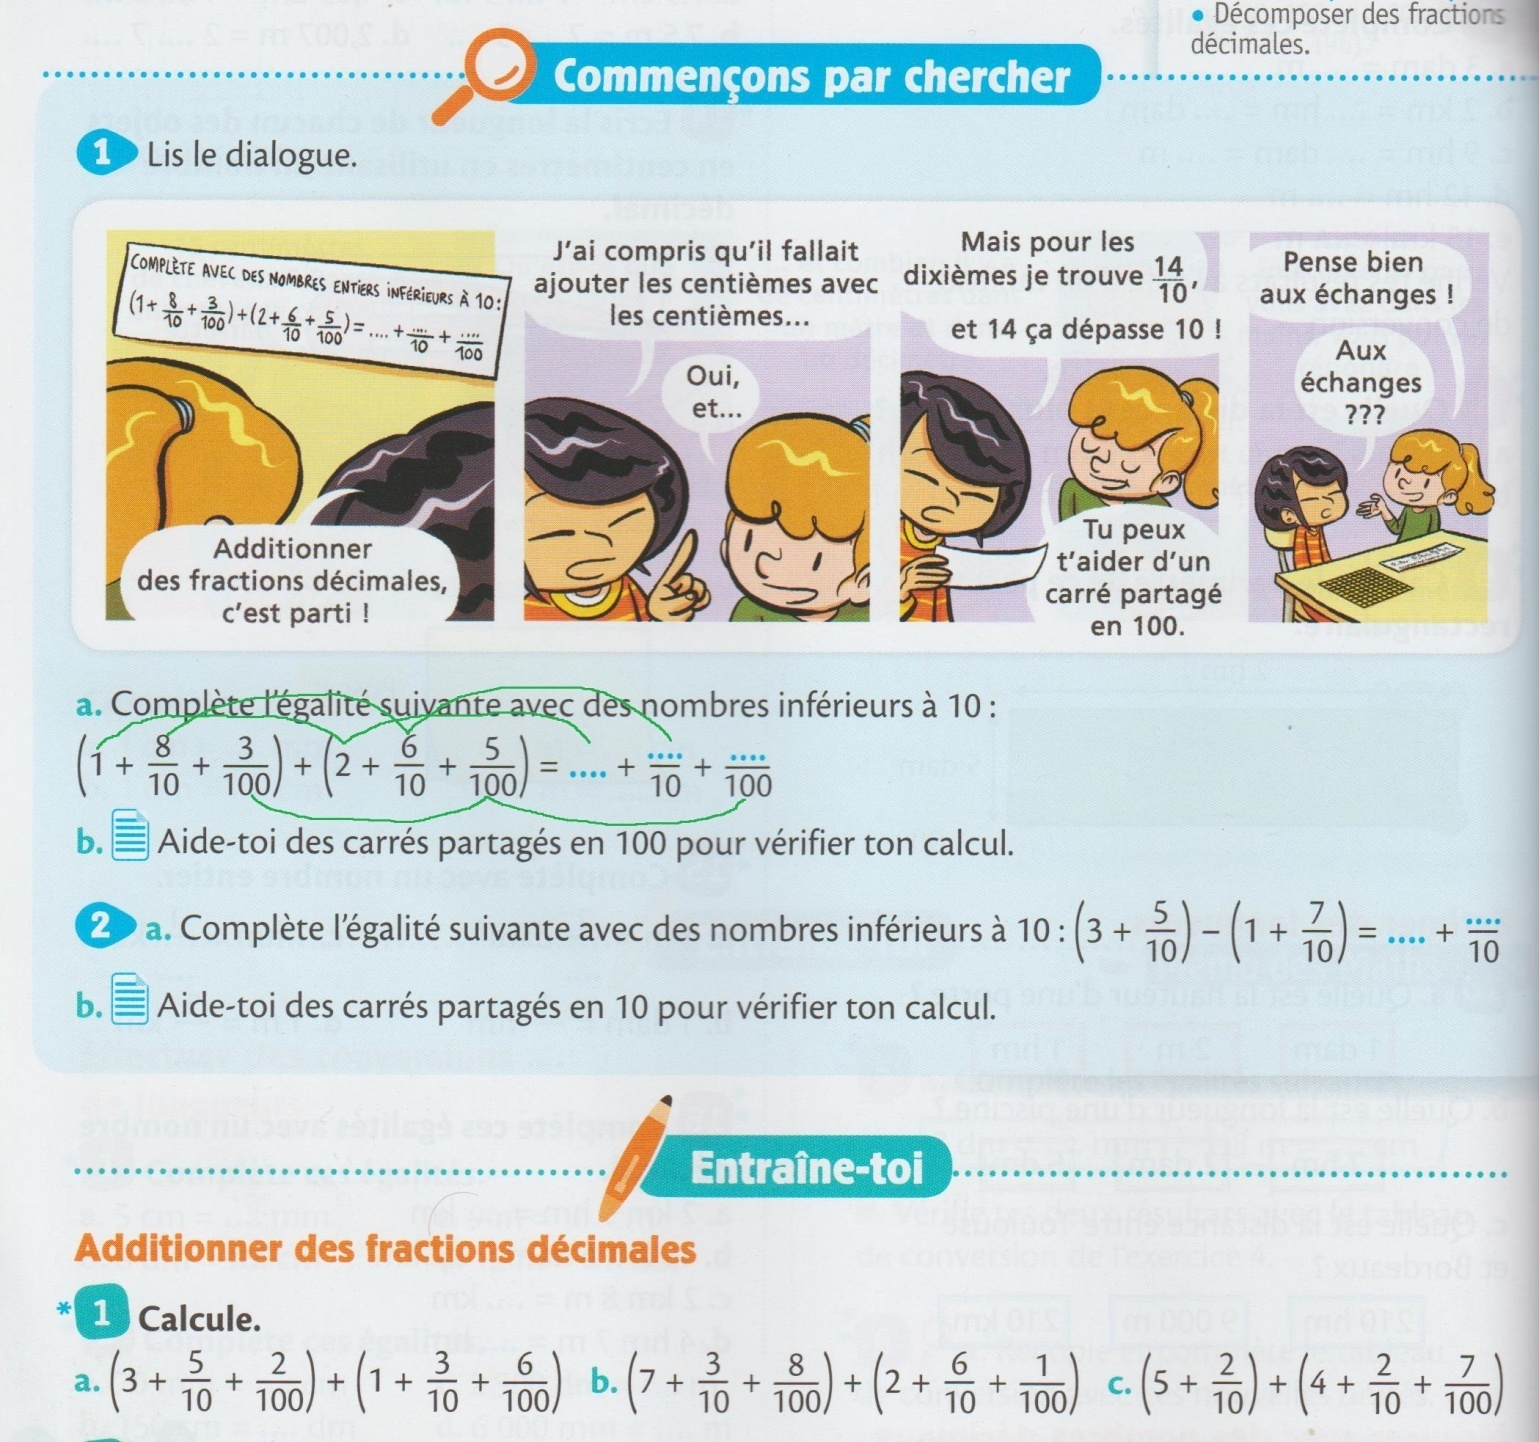 • Décomposer des fractions
décimales.
Commençons par chercher
1 Lis le dialogue.
COMPLÈTE AVEC DES NOMBRES ENTIERS INFÉRIEURS À 10 :
(1 + 8/10 + 3/100) + (2 + 6/10 + 5/100) = .... + ..../10 + ..../100
Additionner
des fractions décimales,
c'est parti !
J'ai compris qu'il fallait
ajouter les centièmes avec
les centièmes...
Oui,
et...
Mais pour les
dixièmes je trouve 14/10,
et 14 ça dépasse 10 !
Tu peux
t'aider d'un
carré partagé
en 100.
Pense bien
aux échanges !
Aux
échanges
???
a. Complète l'égalité suivante avec des nombres inférieurs à 10 :
(1 + 8/10 + 3/100) + (2 + 6/10 + 5/100) = .... + ..../10 + ..../100
b. Aide-toi des carrés partagés en 100 pour vérifier ton calcul.
2 a. Complète l'égalité suivante avec des nombres inférieurs à 10 : (3 + 5/10) – (1 + 7/10) = .... + ..../10
b. Aide-toi des carrés partagés en 10 pour vérifier ton calcul.
Entraîne-toi
Additionner des fractions décimales
* 1 Calcule.
a. (3 + 5/10 + 2/100) + (1 + 3/10 + 6/100) b. (7 + 3/10 + 8/100) + (2 + 6/10 + 1/100) c. (5 + 2/10) + (4 + 2/10 + 7/100)